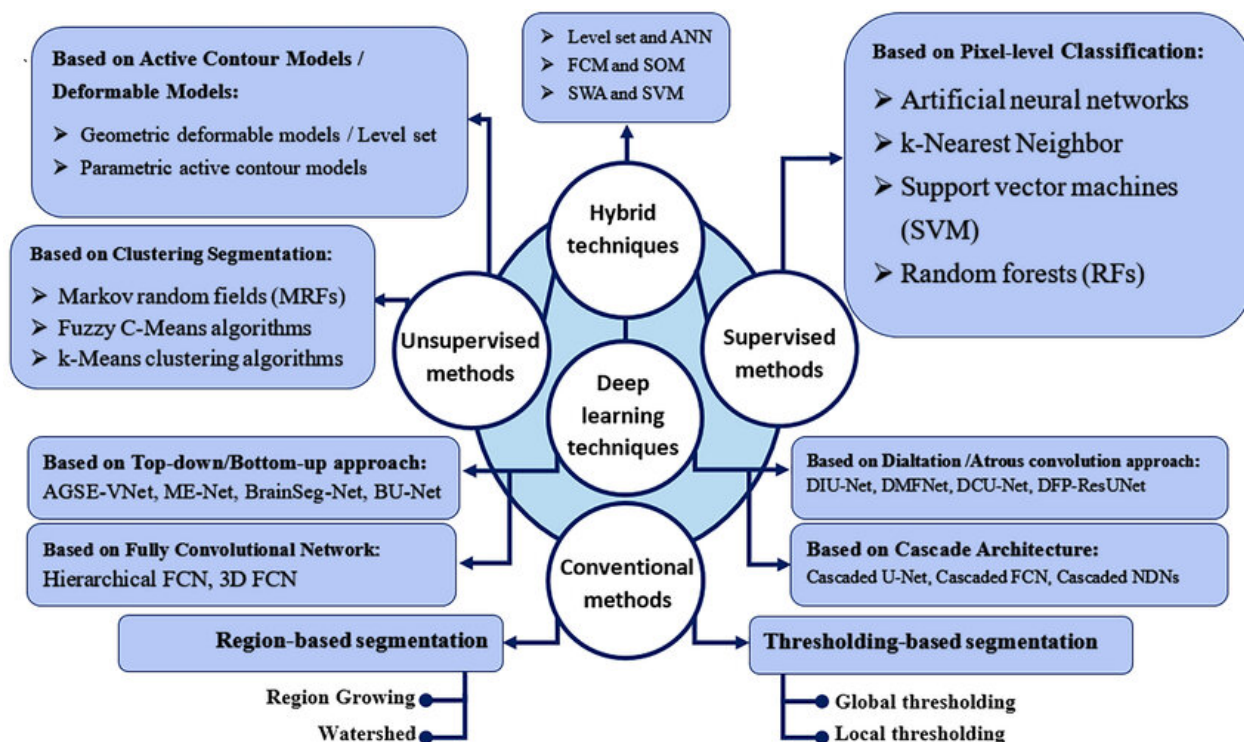 Based on Active Contour Models /
Deformable Models:
➤ Geometric deformable models / Level set
➤ Parametric active contour models
➤ Level set and ANN
➤ FCM and SOM
➤ SWA and SVM
Based on Pixel-level Classification:
➤ Artificial neural networks
➤ k-Nearest Neighbor
➤ Support vector machines
(SVM)
➤ Random forests (RFs)
Based on Clustering Segmentation:
➤ Markov random fields (MRFs)
➤ Fuzzy C-Means algorithms
➤ k-Means clustering algorithms
Hybrid
techniques
Unsupervised
methods
Supervised
methods
Deep
learning
techniques
Based on Top-down/Bottom-up approach:
AGSE-VNet, ME-Net, BrainSeg-Net, BU-Net
Based on Dialtation /Atrous convolution approach:
DIU-Net, DMFNet, DCU-Net, DFP-ResUNet
Based on Fully Convolutional Network:
Hierarchical FCN, 3D FCN
Based on Cascade Architecture:
Cascaded U-Net, Cascaded FCN, Cascaded NDNs
Conventional
methods
Region-based segmentation
Region Growing
Watershed
Thresholding-based segmentation
Global thresholding
Local thresholding